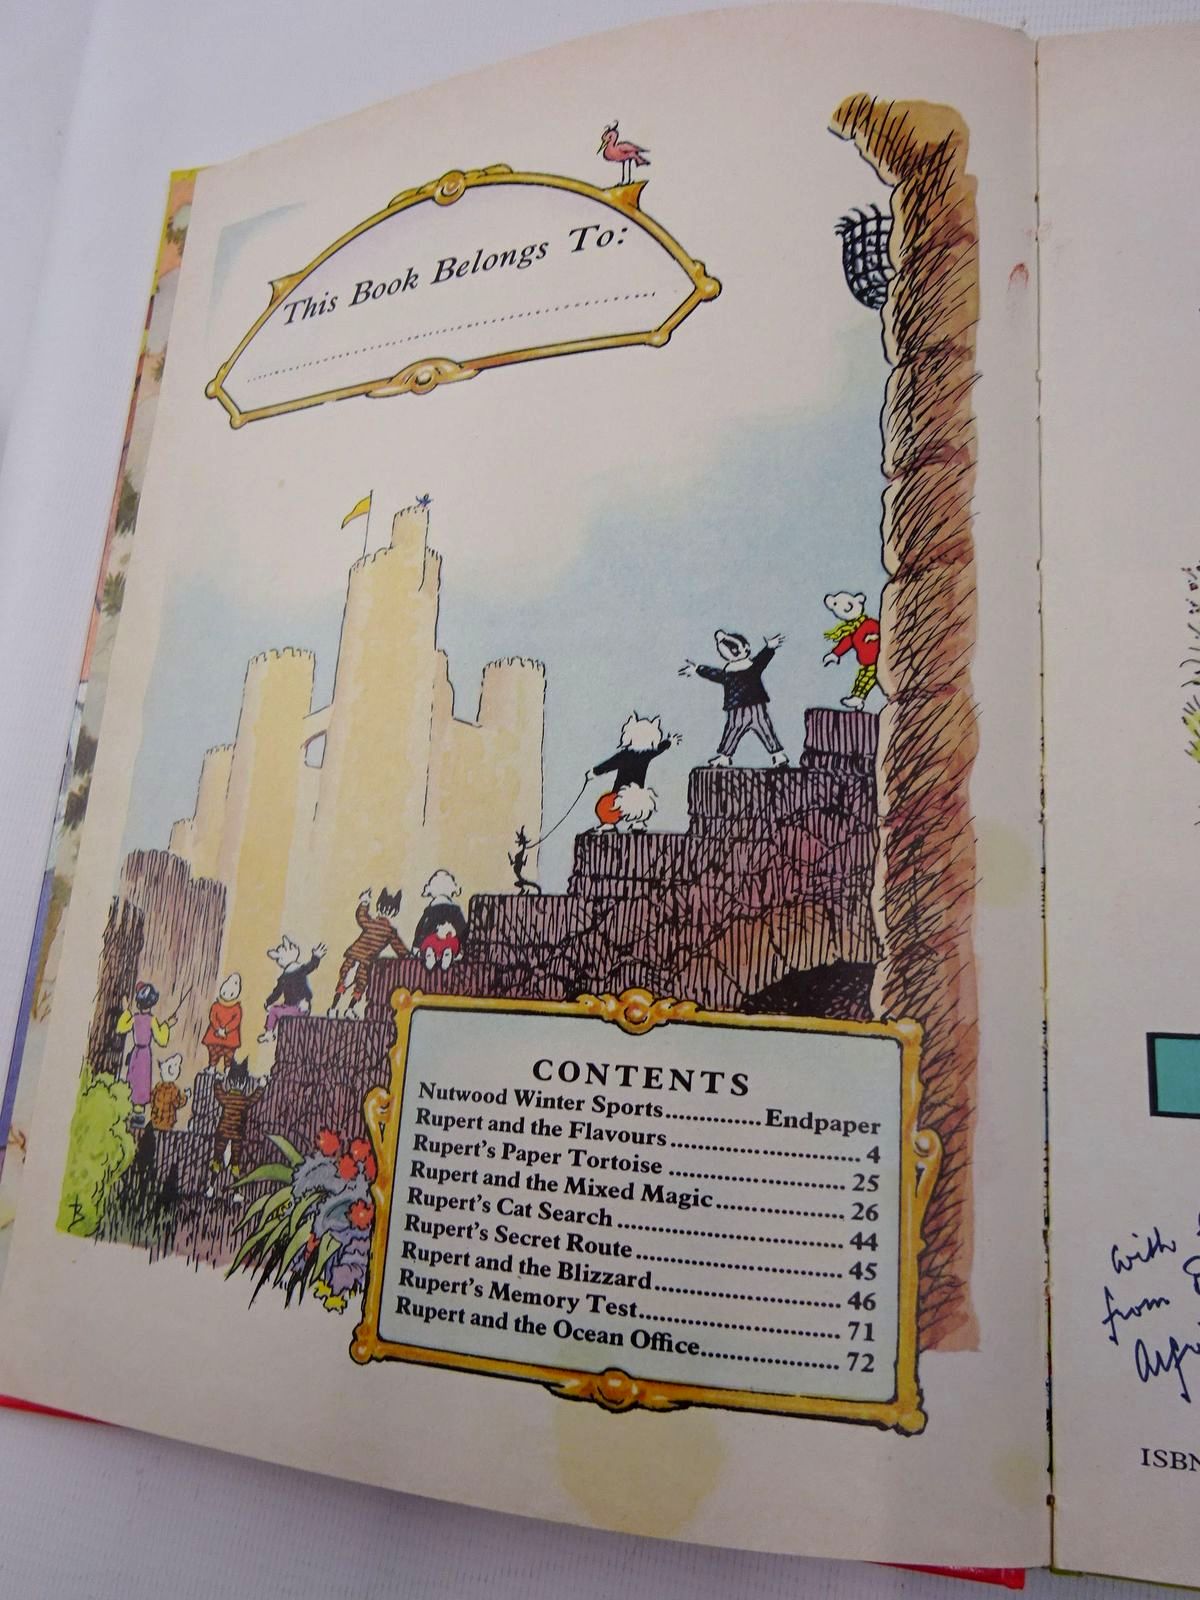 This Book Belongs To:
CONTENTS
Nutwood Winter Sports............Endpaper
Rupert and the Flavours........................... 4
Rupert's Paper Tortoise .......................... 25
Rupert and the Mixed Magic................... 26
Rupert's Cat Search ................................ 44
Rupert's Secret Route.............................. 45
Rupert and the Blizzard........................... 46
Rupert's Memory Test............................. 71
Rupert and the Ocean Office.................... 72
B
with
from
ISBN